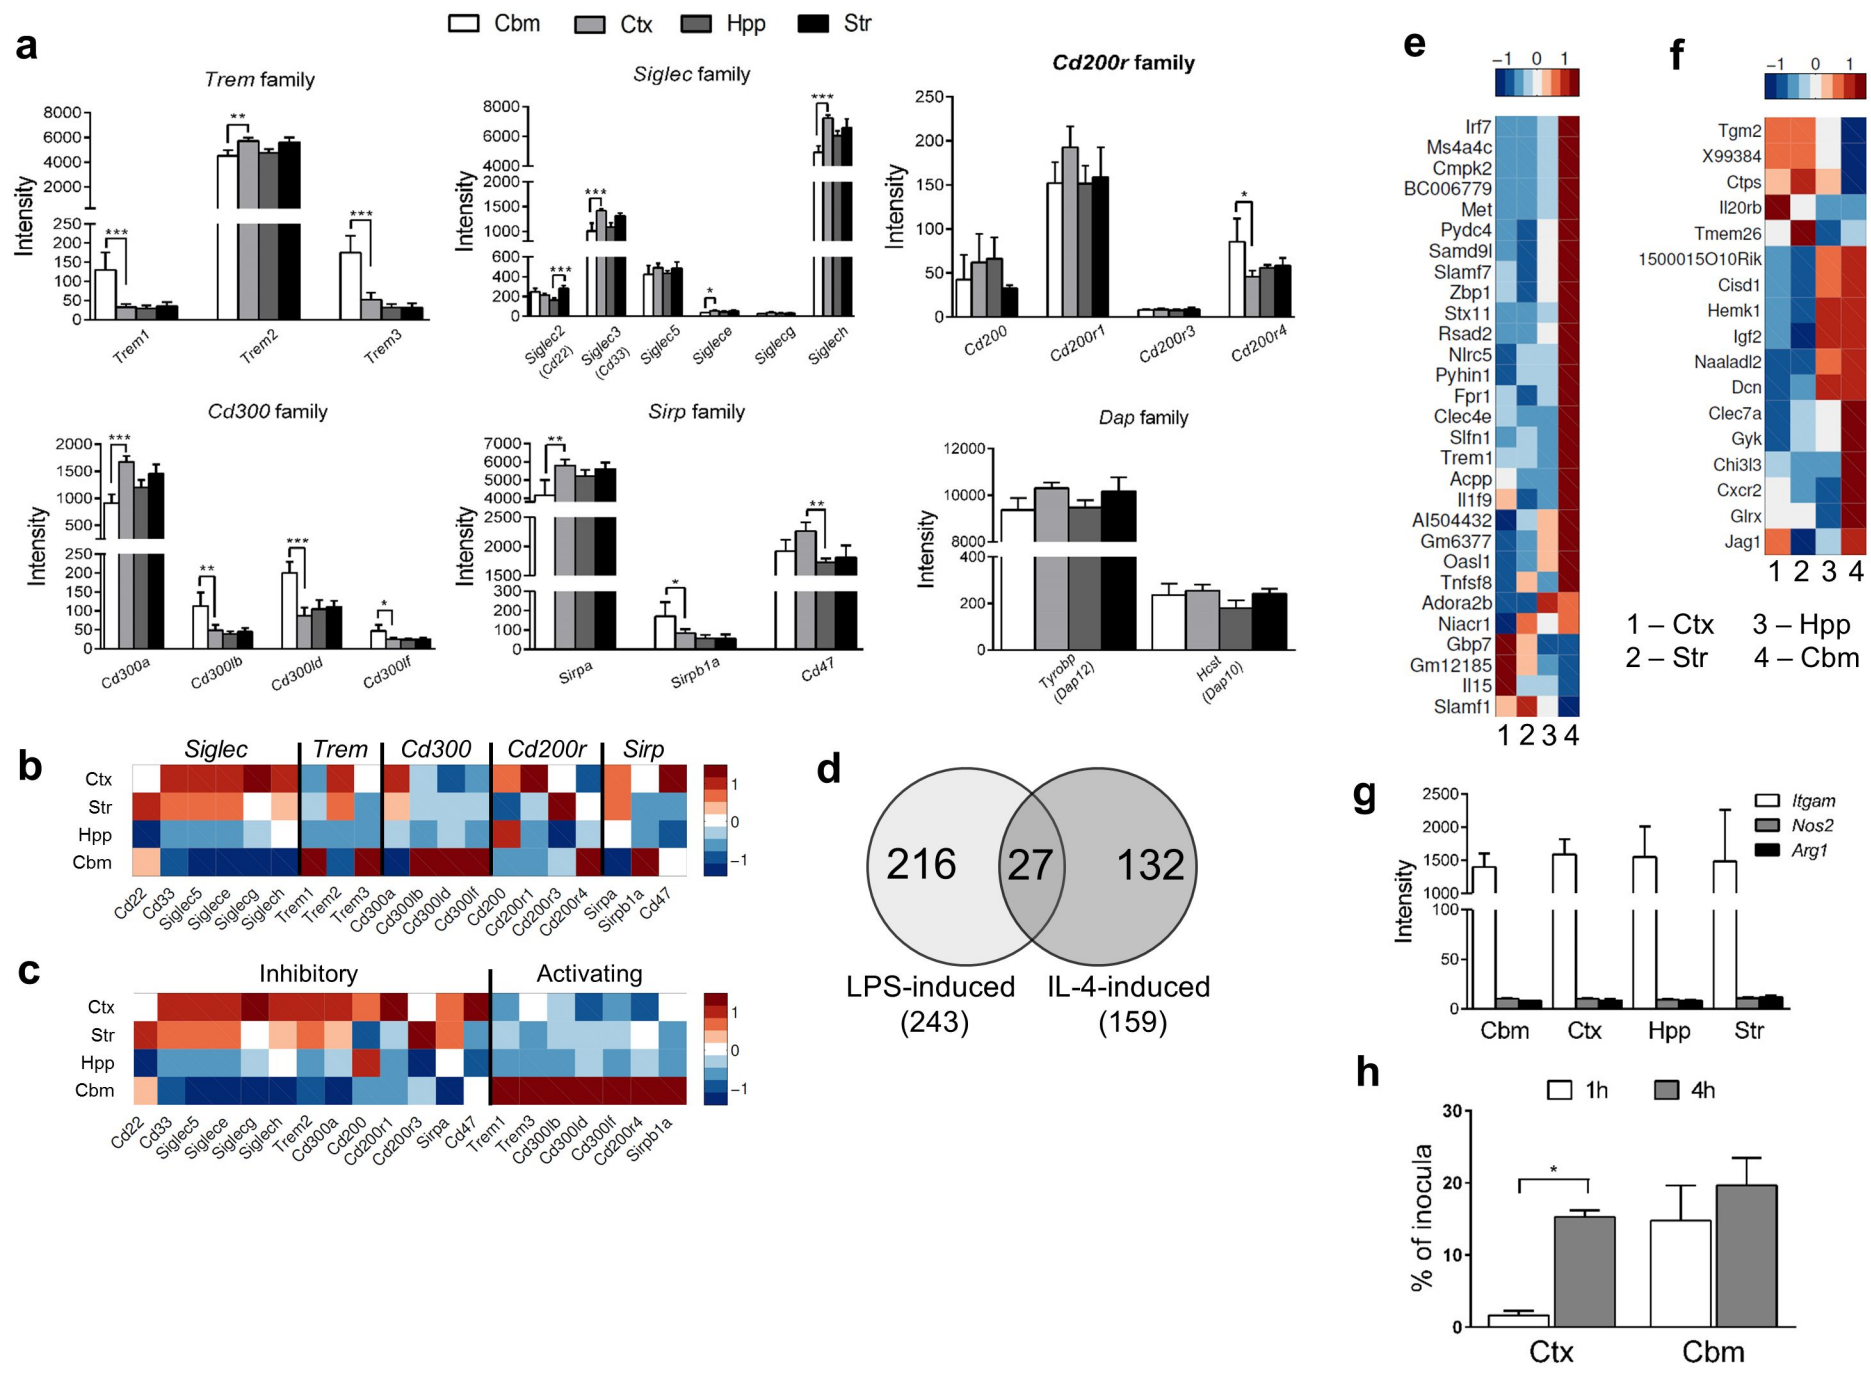 Cbm Ctx Hpp Str
a
Trem family
Intensity
8000
6000
4000
2000
250
200
150
100
50
0
*** ** ***
Trem1 Trem2 Trem3
Siglec family
Intensity
8000
6000
4000
2000
1500
1000
600
400
200
0
*** *** * ***
Siglec2 (Cd22) Siglec3 (Cd33) Siglec5 Siglece Siglecg Siglech
Cd200r family
Intensity
250
200
150
100
50
0
*
Cd200 Cd200r1 Cd200r3 Cd200r4
Cd300 family
Intensity
2000
1500
1000
500
250
200
150
100
50
0
*** ** *** *
Cd300a Cd300lb Cd300ld Cd300lf
Sirp family
Intensity
7000
6000
5000
4000
2500
2000
1500
300
200
100
0
** * **
Sirpa Sirpb1a Cd47
Dap family
Intensity
12000
10000
8000
400
200
0
Tyrobp (Dap12) Hcst (Dap10)
b
Siglec Trem Cd300 Cd200r Sirp
Ctx
Str
Hpp
Cbm
1
0
−1
Cd22 Cd33 Siglec5 Siglece Siglecg Siglech Trem1 Trem2 Trem3 Cd300a Cd300lb Cd300ld Cd300lf Cd200 Cd200r1 Cd200r3 Cd200r4 Sirpa Sirpb1a Cd47
c
Inhibitory Activating
Ctx
Str
Hpp
Cbm
1
0
−1
Cd22 Cd33 Siglec5 Siglece Siglecg Siglech Trem2 Cd300a Cd200 Cd200r1 Cd200r3 Sirpa Cd47 Trem1 Trem3 Cd300lb Cd300ld Cd300lf Cd200r4 Sirpb1a
d
216 27 132
LPS-induced IL-4-induced
(243) (159)
e
−1 0 1
Irf7
Ms4a4c
Cmpk2
BC006779
Met
Pydc4
Samd9l
Slamf7
Zbp1
Stx11
Rsad2
Nlrc5
Pyhin1
Fpr1
Clec4e
Slfn1
Trem1
Acpp
Il1f9
AI504432
Gm6377
Oasl1
Tnfsf8
Adora2b
Niacr1
Gbp7
Gm12185
Il15
Slamf1
1 2 3 4
f
−1 0 1
Tgm2
X99384
Ctps
Il20rb
Tmem26
1500015O10Rik
Cisd1
Hemk1
Igf2
Naaladl2
Dcn
Clec7a
Gyk
Chi3l3
Cxcr2
Glrx
Jag1
1 2 3 4
1 – Ctx 3 – Hpp
2 – Str 4 – Cbm
g
Intensity
2500
2000
1500
1000
100
50
0
Itgam
Nos2
Arg1
Cbm Ctx Hpp Str
h
1h 4h
% of inocula
30
20
10
0
*
Ctx Cbm